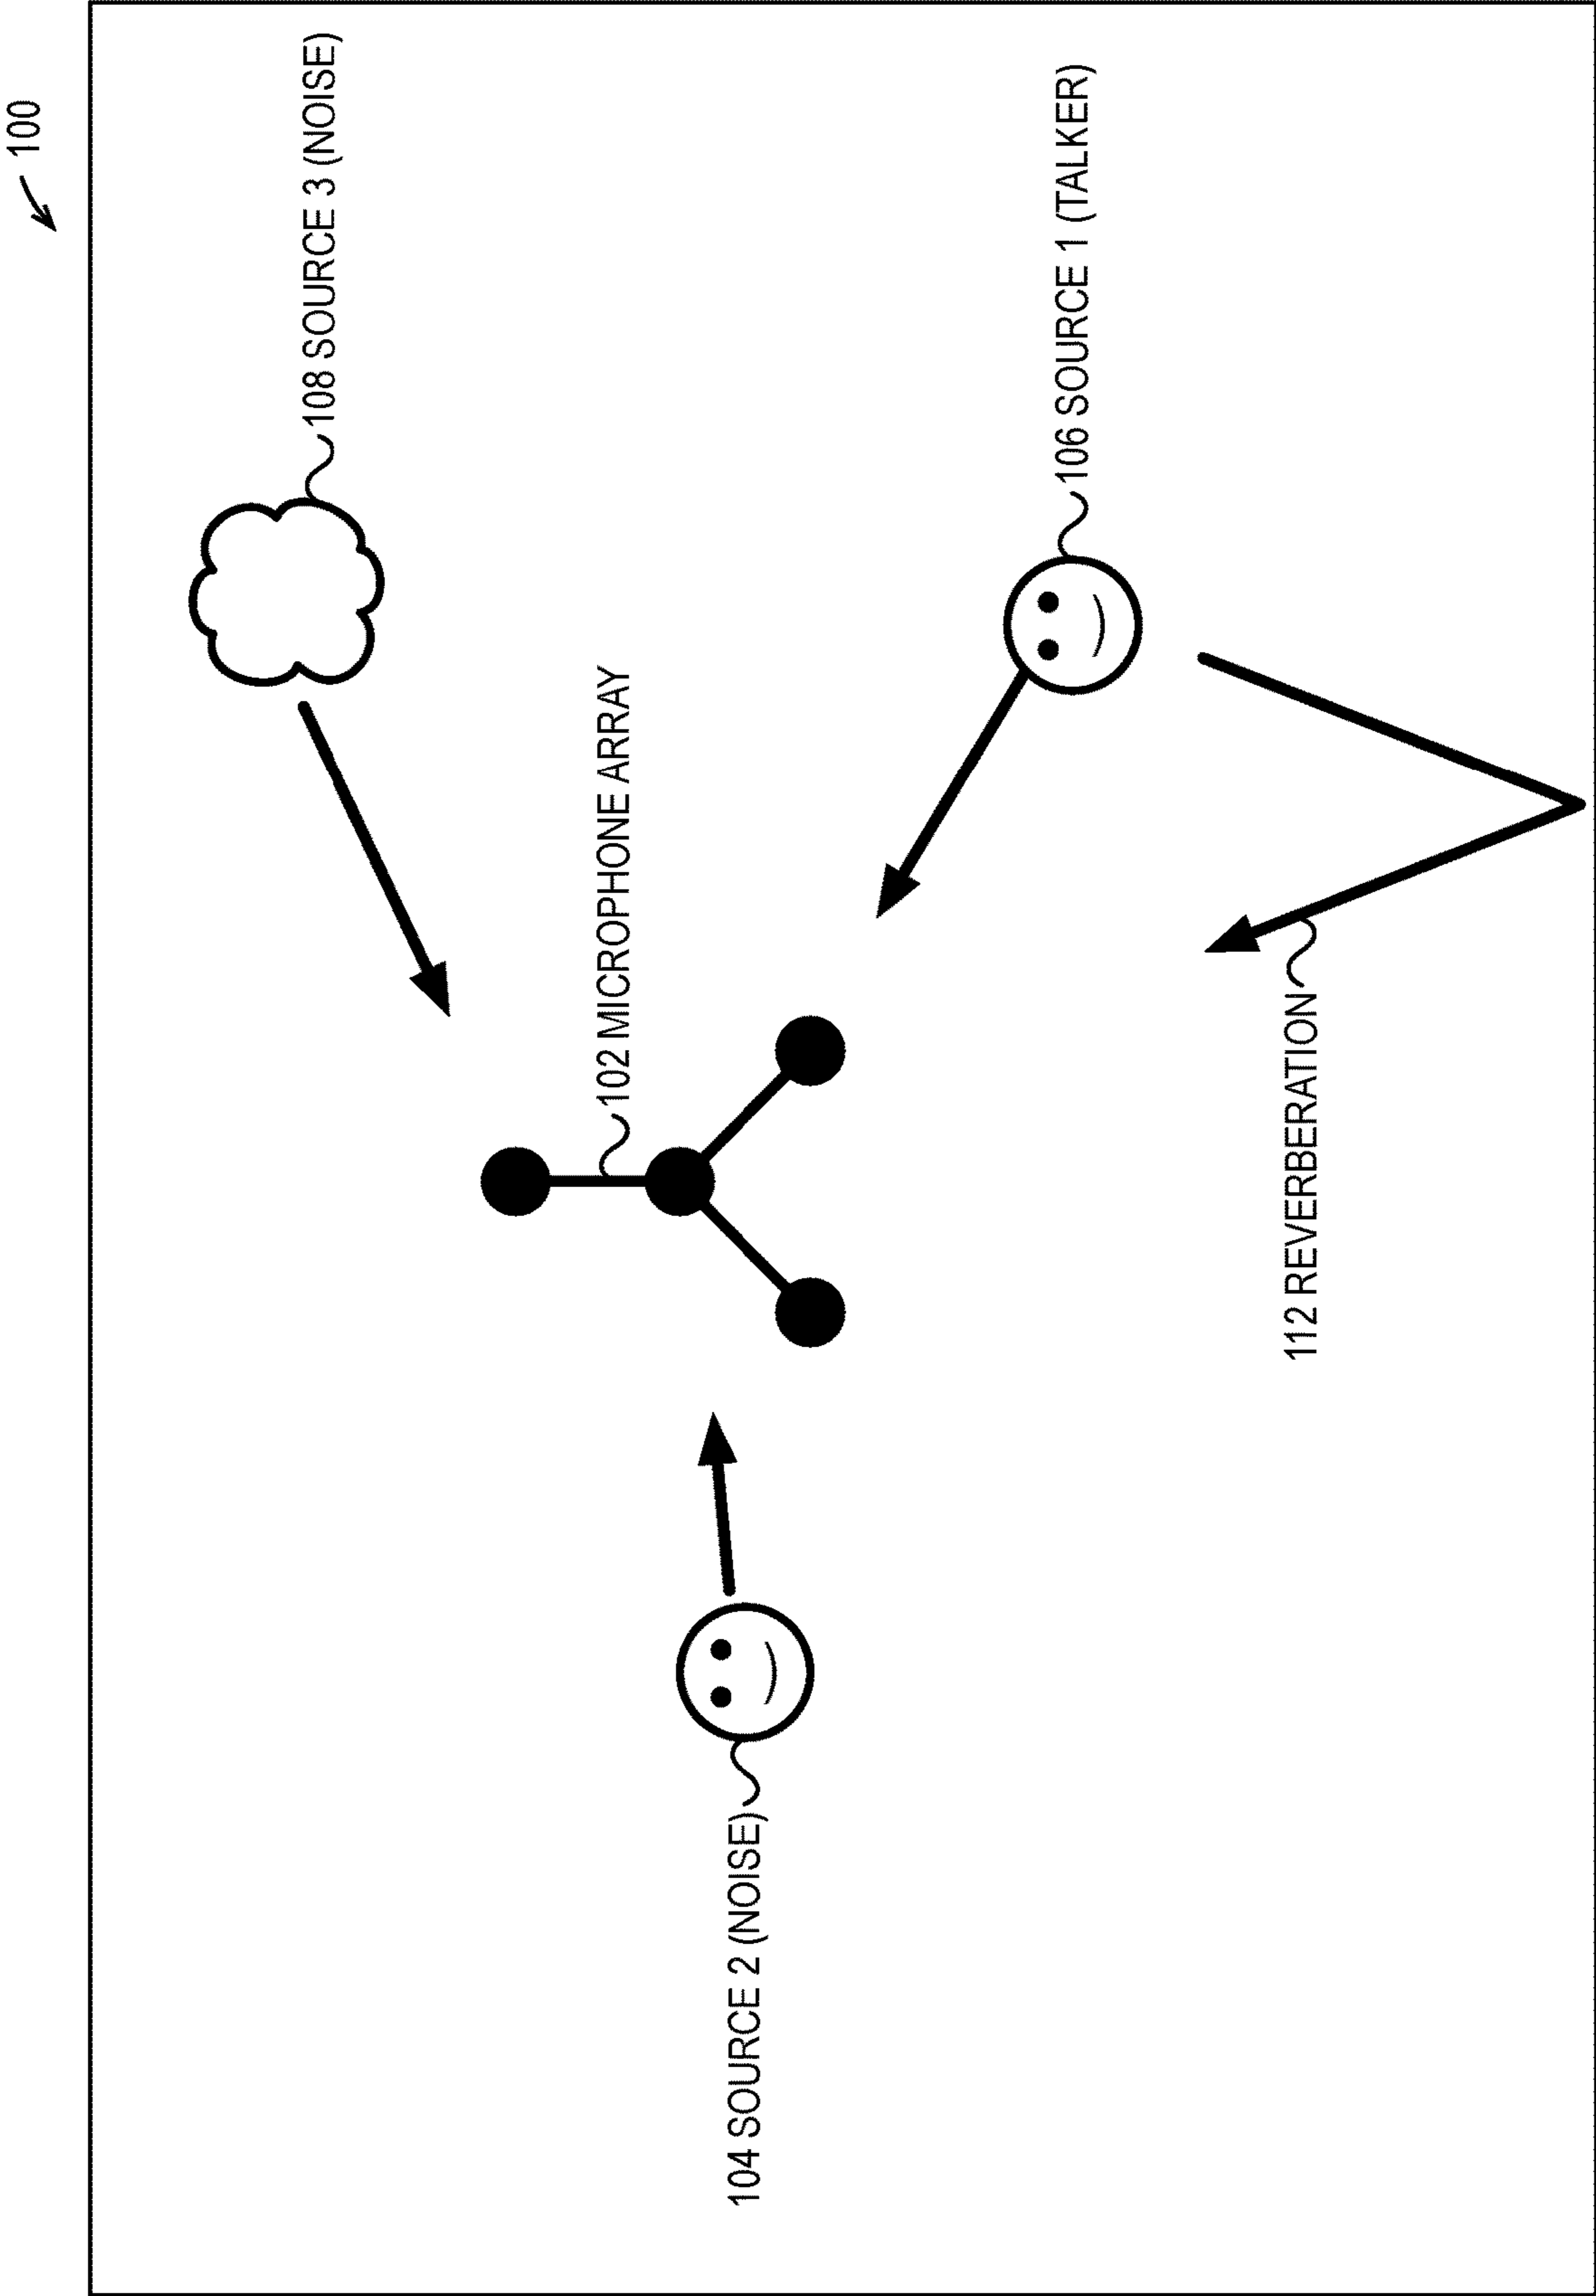 100
108 SOURCE 3 (NOISE)
102 MICROPHONE ARRAY
106 SOURCE 1 (TALKER)
104 SOURCE 2 (NOISE)
112 REVERBERATION